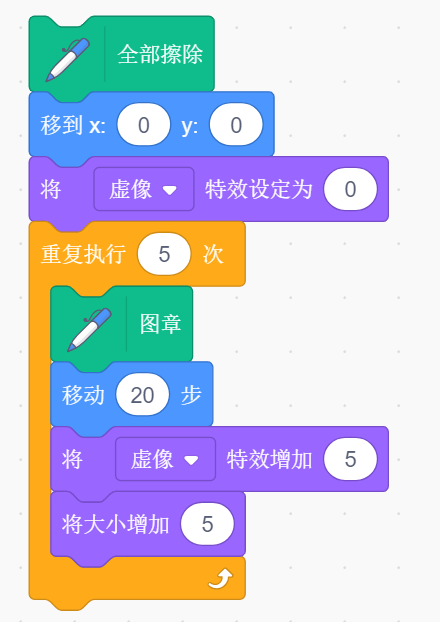 全部擦除
移到 x: 0 y: 0
将 虚像 特效设定为 0
重复执行 5 次
图章
移动 20 步
将 虚像 特效增加 5
将大小增加 5